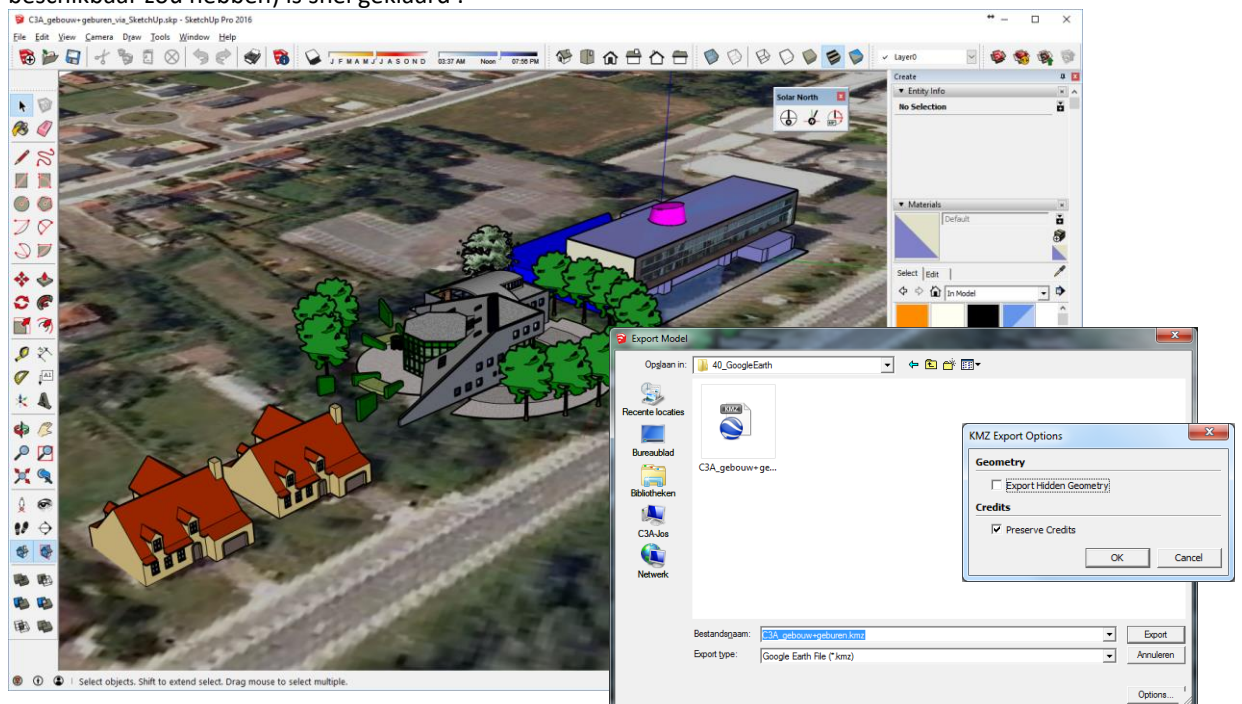 beschikbaar zou hebben) is snel geklaard !
C3A_gebouw+geburen_via_SketchUp.skp - SketchUp Pro 2016
File Edit View Camera Draw Tools Window Help
J F M A M J J A S O N D 03:37 AM Noon 07:56 PM
Layer0
Solar North
Create
Entity Info
No Selection
Materials
Default
Select Edit
In Model
A1
Export Model
Opslaan in: 40_GoogleEarth
Recente locaties
Bureaublad
Bibliotheken
C3A-Jos
Netwerk
KMZ
C3A_gebouw+ge...
KMZ Export Options
Geometry
Export Hidden Geometry
Credits
Preserve Credits
OK Cancel
Bestandsnaam: C3A_gebouw+geburen.kmz Export
Export type: Google Earth File (*.kmz) Annuleren
Options...
Select objects. Shift to extend select. Drag mouse to select multiple.